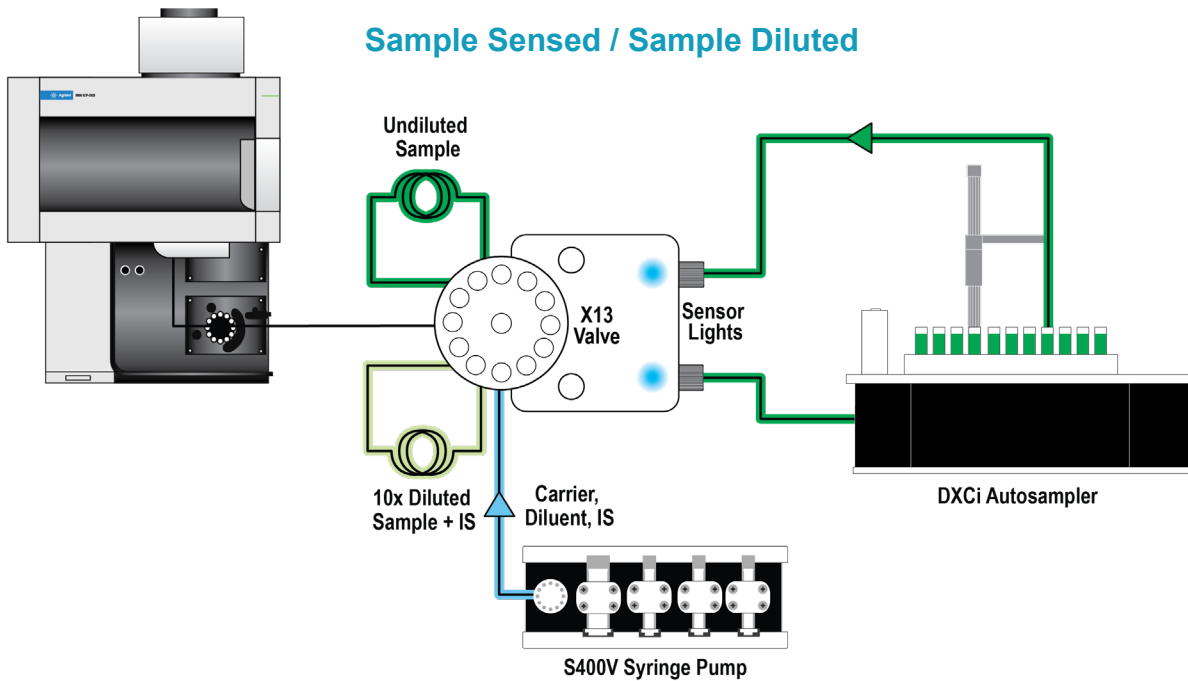 Sample Sensed / Sample Diluted
Agilent
Undiluted
Sample
X13
Valve
Sensor
Lights
10x Diluted
Sample + IS
Carrier,
Diluent, IS
DXCi Autosampler
S400V Syringe Pump